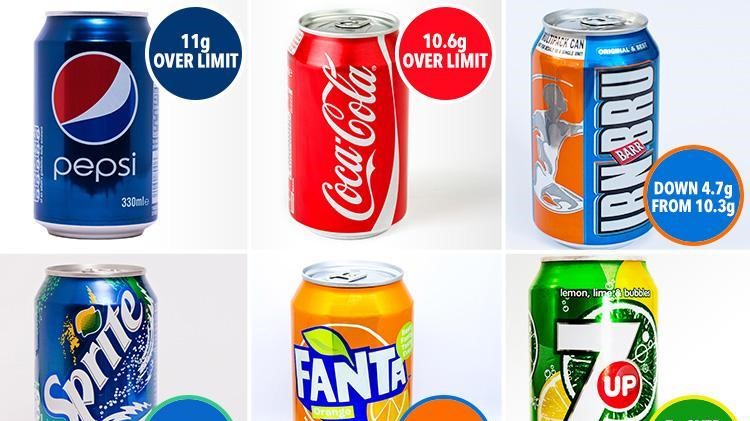 11g
OVER LIMIT
pepsi
330ml e
10.6g
OVER LIMIT
Coca-Cola
MULTIPACK CAN
ORIGINAL & BEST
IRN-BRU
BARR
DOWN 4.7g
FROM 10.3g
Sprite
FANTA
Orange
lemon, lime & bubbles
7
UP